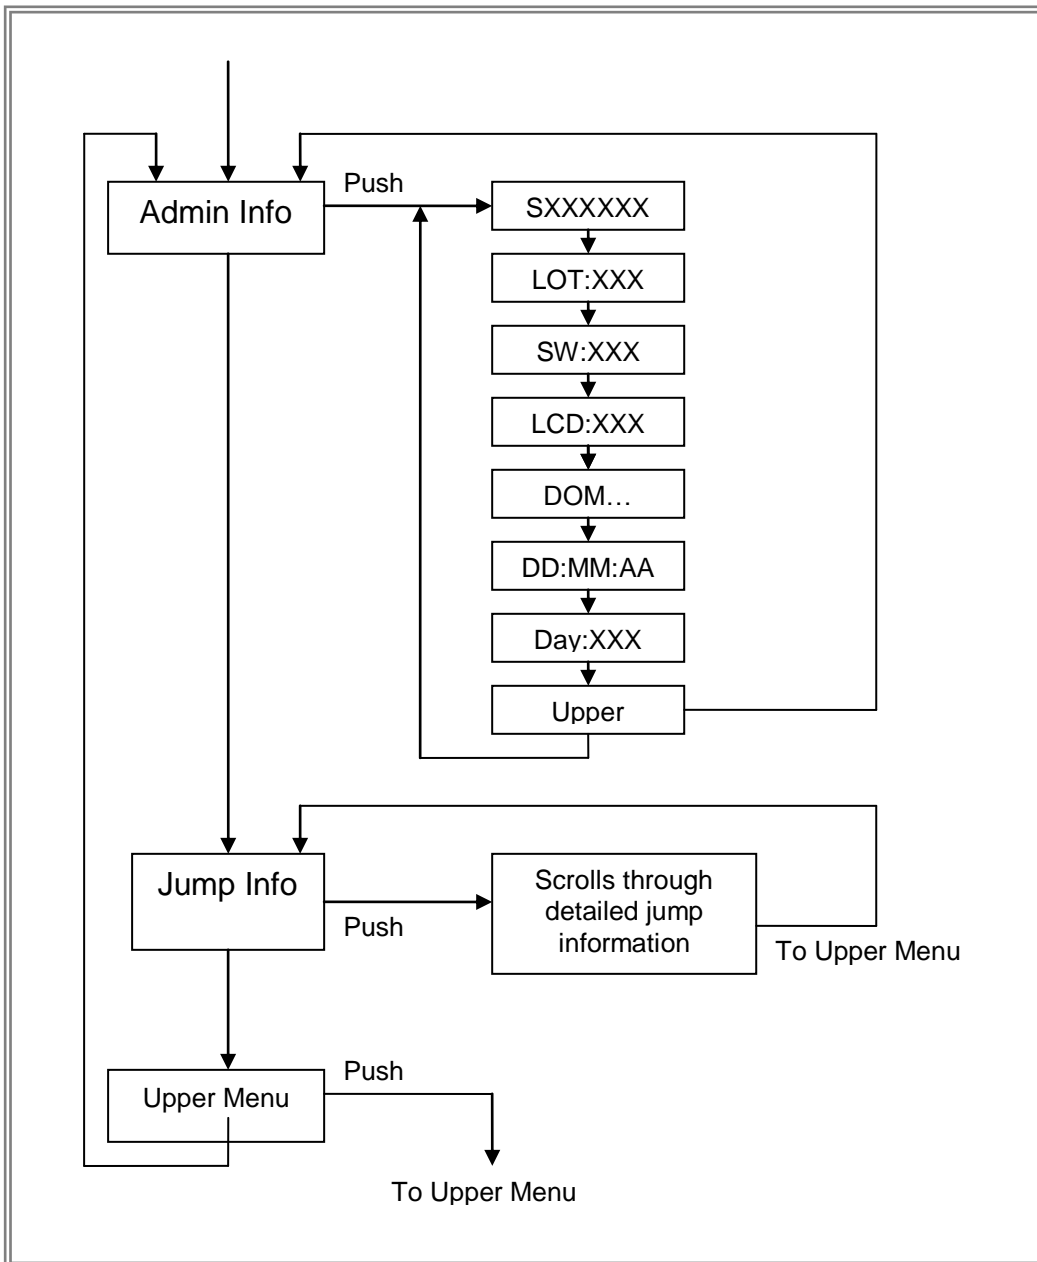 Push
Admin Info
SXXXXXX
LOT:XXX
SW:XXX
LCD:XXX
DOM…
DD:MM:AA
Day:XXX
Upper
Jump Info
Push
Scrolls through
detailed jump
information
To Upper Menu
Upper Menu
Push
To Upper Menu